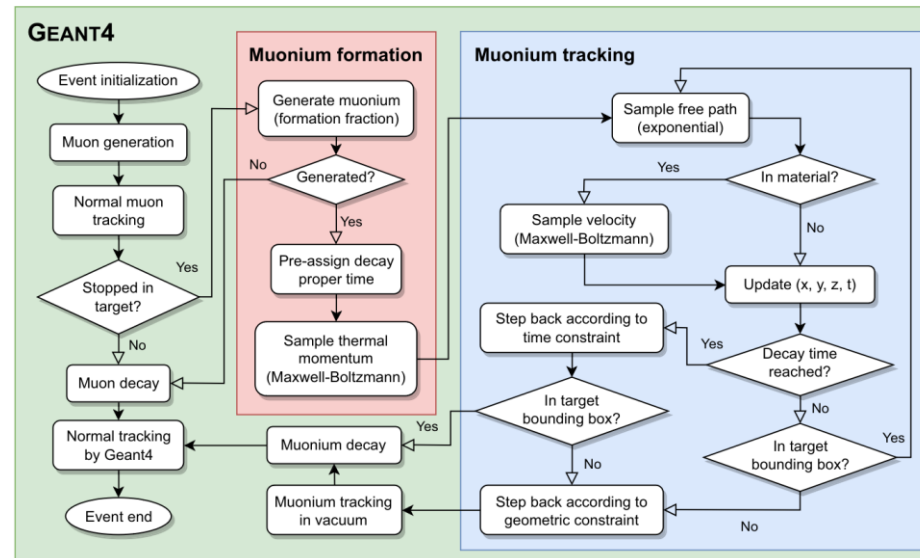 GEANT4
Event initialization
Muon generation
Normal muon
tracking
Stopped in
target?
Yes
No
Muon decay
Normal tracking
by Geant4
Event end
Muonium formation
Generate muonium
(formation fraction)
No
Generated?
Yes
Pre-assign decay
proper time
Sample thermal
momentum
(Maxwell-Boltzmann)
Muonium decay
Muonium tracking
in vacuum
Muonium tracking
Sample free path
(exponential)
In material?
Yes
No
Sample velocity
(Maxwell-Boltzmann)
Update (x, y, z, t)
Decay time
reached?
Yes
No
Step back according to
time constraint
In target
bounding box?
Yes
No
In target
bounding box?
Yes
No
Step back according to
geometric constraint